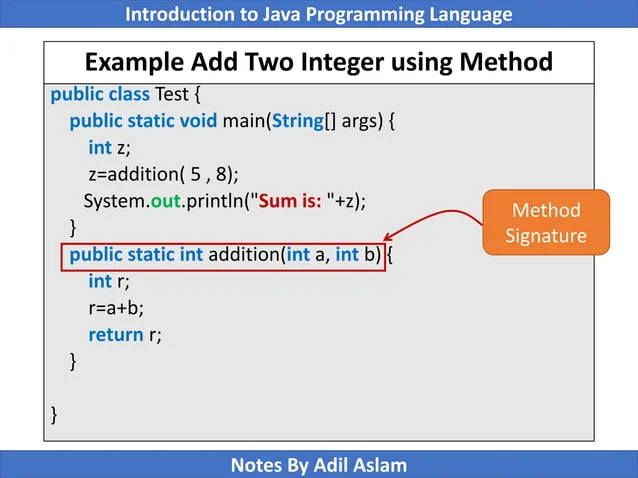 Introduction to Java Programming Language
Example Add Two Integer using Method
public class Test {
public static void main(String[] args) {
int z;
z=addition( 5 , 8);
System.out.println("Sum is: "+z);
}
public static int addition(int a, int b) {
int r;
r=a+b;
return r;
}
}
Method
Signature
Notes By Adil Aslam